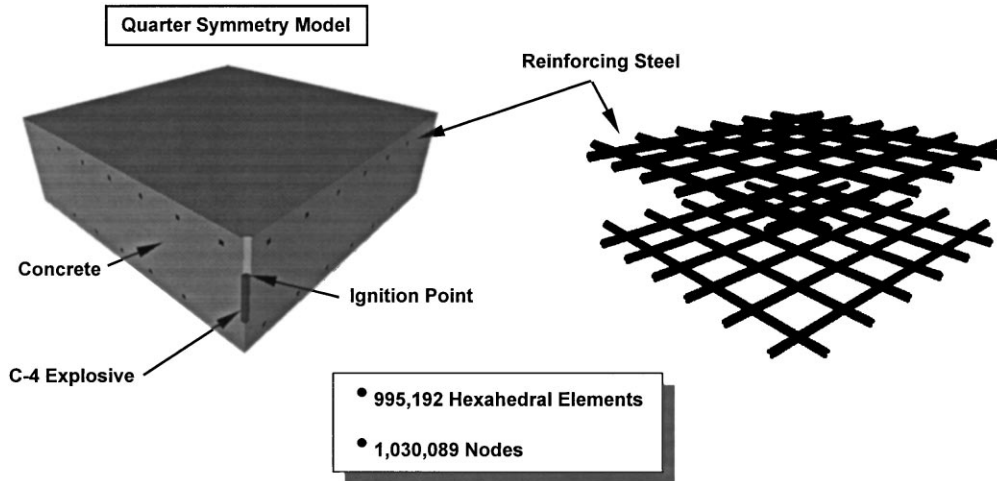 Quarter Symmetry Model
Reinforcing Steel
Concrete
Ignition Point
C-4 Explosive
• 995,192 Hexahedral Elements
• 1,030,089 Nodes